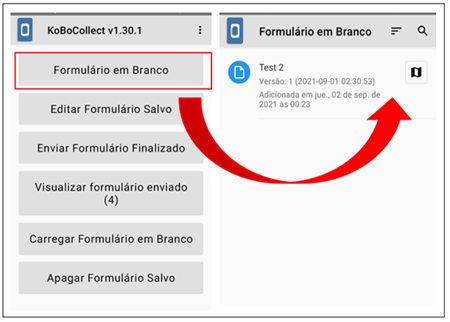 KoBoCollect v1.30.1
Formulário em Branco
Editar Formulário Salvo
Enviar Formulário Finalizado
Visualizar formulário enviado
(4)
Carregar Formulário em Branco
Apagar Formulário Salvo
Formulário em Branco
Test 2
Versão: 1 (2021-09-01 02:30:53)
Adicionada em jue., 02 de sep. de
2021 às 00:23